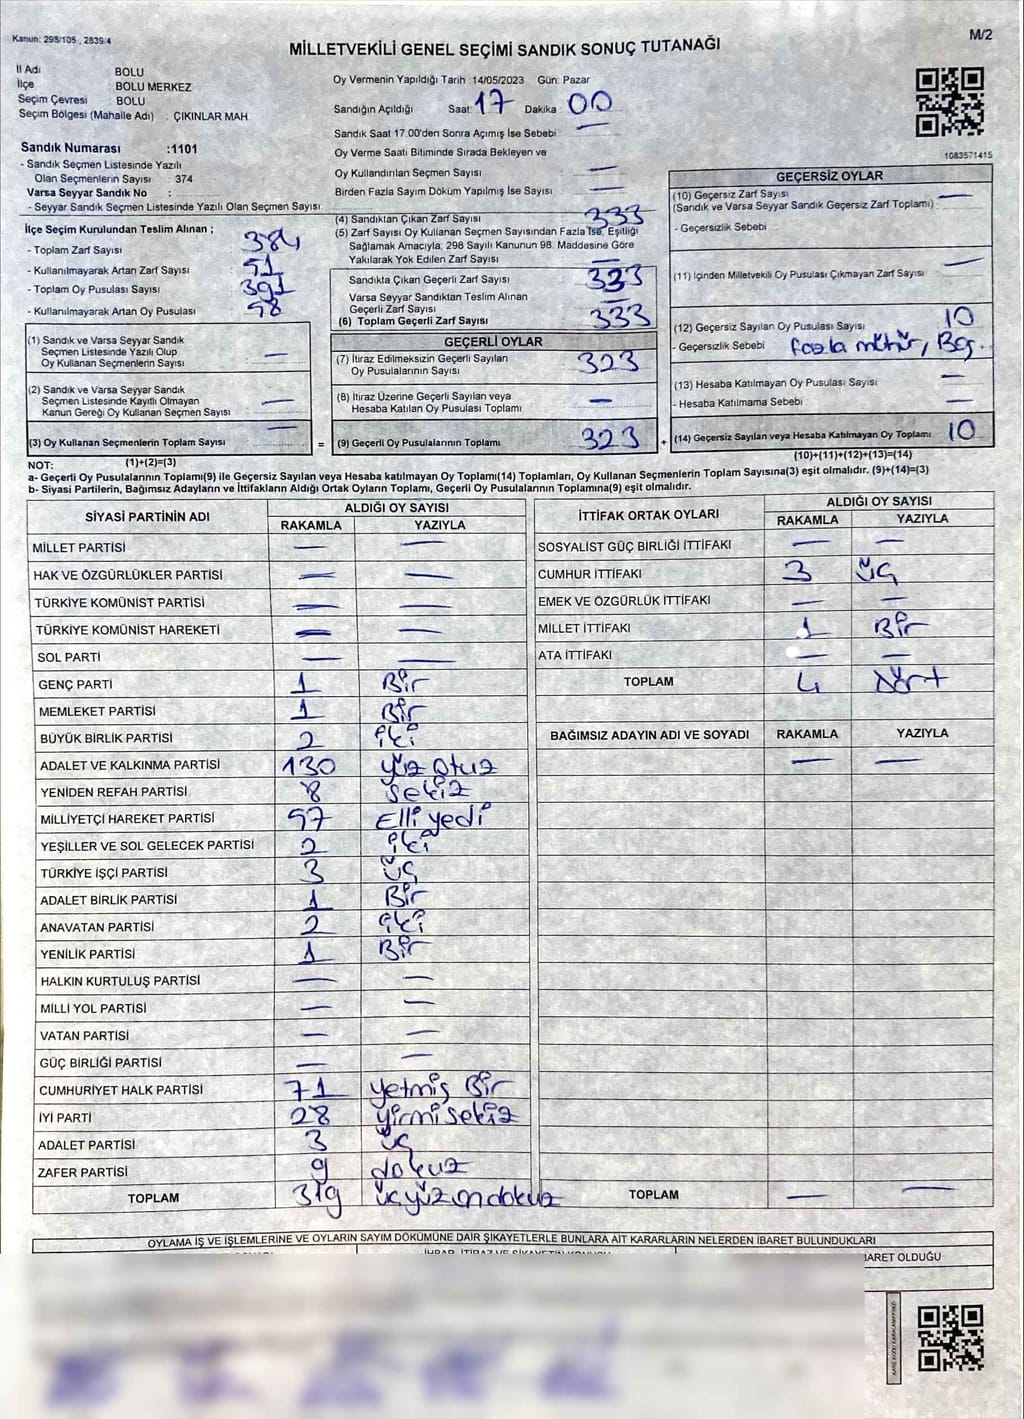 Kanun: 298/105 , 2839/4
M/2
MİLLETVEKİLİ GENEL SEÇİMİ SANDIK SONUÇ TUTANAĞI
İl Adı BOLU
İlçe BOLU MERKEZ
Seçim Çevresi BOLU
Seçim Bölgesi (Mahalle Adı) : ÇIKINLAR MAH.
Sandık Numarası :1101
- Sandık Seçmen Listesinde Yazılı
Olan Seçmenlerin Sayısı : 374
Varsa Seyyar Sandık No :
- Seyyar Sandık Seçmen Listesinde Yazılı Olan Seçmen Sayısı
Oy Vermenin Yapıldığı Tarih :14/05/2023 Gün: Pazar
Sandığın Açıldığı Saat: 17 Dakika : 00
Sandık Saat 17.00'den Sonra Açımış İse Sebebi : —
Oy Verme Saati Bitiminde Sırada Bekleyen ve
Oy Kullandırılan Seçmen Sayısı : —
Birden Fazla Sayım Döküm Yapılmış İse Sayısı : —
1083571415
İlçe Seçim Kurulundan Teslim Alınan ;
- Toplam Zarf Sayısı : 384
- Kullanılmayarak Artan Zarf Sayısı : 51
- Toplam Oy Pusulası Sayısı : 391
- Kullanılmayarak Artan Oy Pusulası : 58
(1) Sandık ve Varsa Seyyar Sandık
Seçmen Listesinde Yazılı Olup
Oy Kullanan Seçmenlerin Sayısı : —
(2) Sandık ve Varsa Seyyar Sandık
Seçmen Listesinde Kayıtlı Olmayan
Kanun Gereği Oy Kullanan Seçmen Sayısı : —
(3) Oy Kullanan Seçmenlerin Toplam Sayısı : —
(1)+(2)=(3)
(4) Sandıktan Çıkan Zarf Sayısı : 333
(5) Zarf Sayısı Oy Kullanan Seçmen Sayısından Fazla İse, Eşitliği
Sağlamak Amacıyla, 298 Sayılı Kanunun 98. Maddesine Göre
Yakılarak Yok Edilen Zarf Sayısı : —
Sandıkta Çıkan Geçerli Zarf Sayısı : 333
Varsa Seyyar Sandıktan Teslim Alınan
Geçerli Zarf Sayısı : —
(6) Toplam Geçerli Zarf Sayısı : 333
GEÇERLİ OYLAR
(7) İtiraz Edilmeksizin Geçerli Sayılan
Oy Pusulalarının Sayısı : 323
(8) İtiraz Üzerine Geçerli Sayılan veya
Hesaba Katılan Oy Pusulası Toplamı : —
= (9) Geçerli Oy Pusulalarının Toplamı : 323 +
GEÇERSİZ OYLAR
(10) Geçersiz Zarf Sayısı : —
(Sandık ve Varsa Seyyar Sandık Geçersiz Zarf Toplamı)
- Geçersizlik Sebebi :
(11) İçinden Milletvekili Oy Pusulası Çıkmayan Zarf Sayısı : —
(12) Geçersiz Sayılan Oy Pusulası Sayısı : 10
- Geçersizlik Sebebi : fazla mühür, Boş
(13) Hesaba Katılmayan Oy Pusulası Sayısı : —
- Hesaba Katılmama Sebebi : —
(14) Geçersiz Sayılan veya Hesaba Katılmayan Oy Toplamı : 10
(10)+(11)+(12)+(13)=(14)
NOT:
a- Geçerli Oy Pusulalarının Toplamı(9) ile Geçersiz Sayılan veya Hesaba katılmayan Oy Toplamı(14) Toplamları, Oy Kullanan Seçmenlerin Toplam Sayısına(3) eşit olmalıdır. (9)+(14)=(3)
b- Siyasi Partilerin, Bağımsız Adayların ve İttifakların Aldığı Ortak Oyların Toplamı, Geçerli Oy Pusulalarının Toplamına(9) eşit olmalıdır.
SİYASİ PARTİNİN ADI ALDIĞI OY SAYISI
RAKAMLA YAZIYLA
MİLLET PARTİSİ — —
HAK VE ÖZGÜRLÜKLER PARTİSİ — —
TÜRKİYE KOMÜNİST PARTİSİ — —
TÜRKİYE KOMÜNİST HAREKETİ — —
SOL PARTİ — —
GENÇ PARTİ 1 Bir
MEMLEKET PARTİSİ 1 Bir
BÜYÜK BİRLİK PARTİSİ 2 iki
ADALET VE KALKINMA PARTİSİ 130 yüz otuz
YENİDEN REFAH PARTİSİ 8 sekiz
MİLLİYETÇİ HAREKET PARTİSİ 57 Elli yedi
YEŞİLLER VE SOL GELECEK PARTİSİ 2 iki
TÜRKİYE İŞÇİ PARTİSİ 3 üç
ADALET BİRLİK PARTİSİ 1 Bir
ANAVATAN PARTİSİ 2 iki
YENİLİK PARTİSİ 1 Bir
HALKIN KURTULUŞ PARTİSİ — —
MİLLİ YOL PARTİSİ — —
VATAN PARTİSİ — —
GÜÇ BİRLİĞİ PARTİSİ — —
CUMHURİYET HALK PARTİSİ 71 yetmiş Bir
İYİ PARTİ 28 yirmi sekiz
ADALET PARTİSİ 3 üç
ZAFER PARTİSİ 9 dokuz
TOPLAM 319 üç yüz on dokuz
İTTİFAK ORTAK OYLARI ALDIĞI OY SAYISI
RAKAMLA YAZIYLA
SOSYALİST GÜÇ BİRLİĞİ İTTİFAKI — —
CUMHUR İTTİFAKI 3 üç
EMEK VE ÖZGÜRLÜK İTTİFAKI — —
MİLLET İTTİFAKI 1 Bir
ATA İTTİFAKI — —
TOPLAM 4 Dört
BAĞIMSIZ ADAYIN ADI VE SOYADI RAKAMLA YAZIYLA
— —
TOPLAM — —
OYLAMA İŞ VE İŞLEMLERİNE VE OYLARIN SAYIM DÖKÜMÜNE DAİR ŞİKAYETLERLE BUNLARA AİT KARARLARIN NELERDEN İBARET BULUNDUKLARI
İHBAR, İTİRAZ VE ŞİKAYETİN KONUSU
BARET OLDUĞU